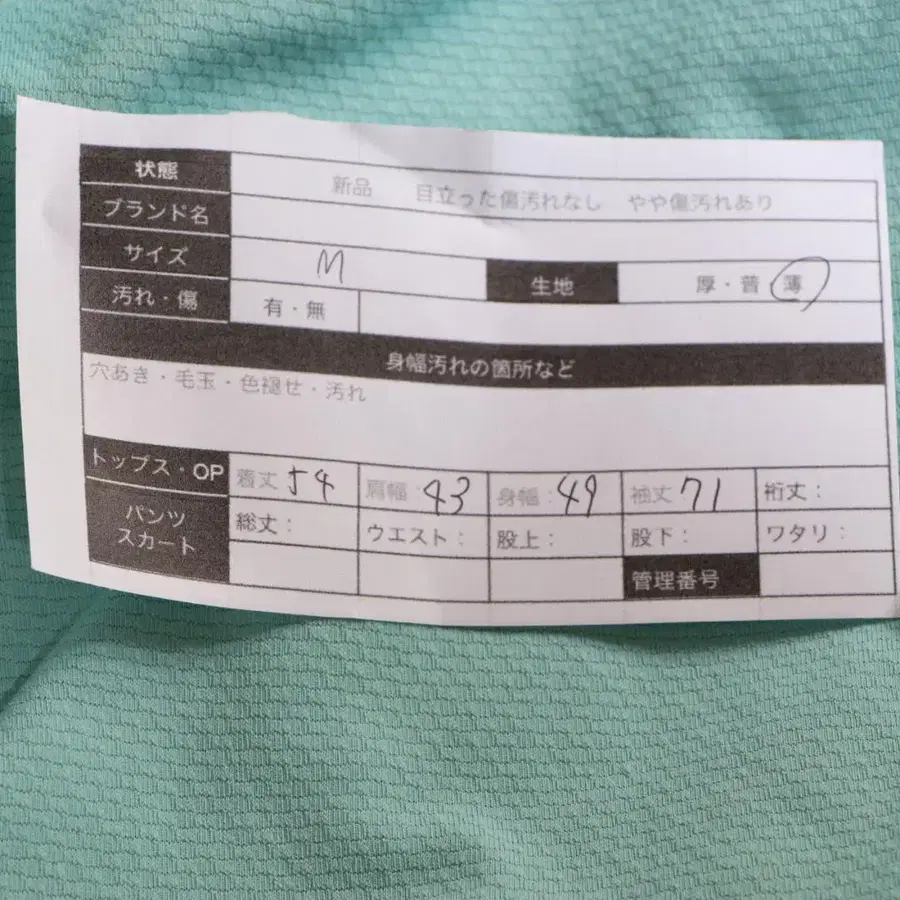 状態 新品 目立った傷汚れなし やや傷汚れあり
ブランド名
サイズ M 生地 厚・普 薄
汚れ・傷 有・無
身幅汚れの箇所など
穴あき・毛玉・色褪せ・汚れ
トップス・OP 着丈 54 肩幅:43 身幅:49 袖丈 71 裄丈:
パンツ
スカート
総丈: ウエスト: 股上: 股下: ワタリ:
管理番号